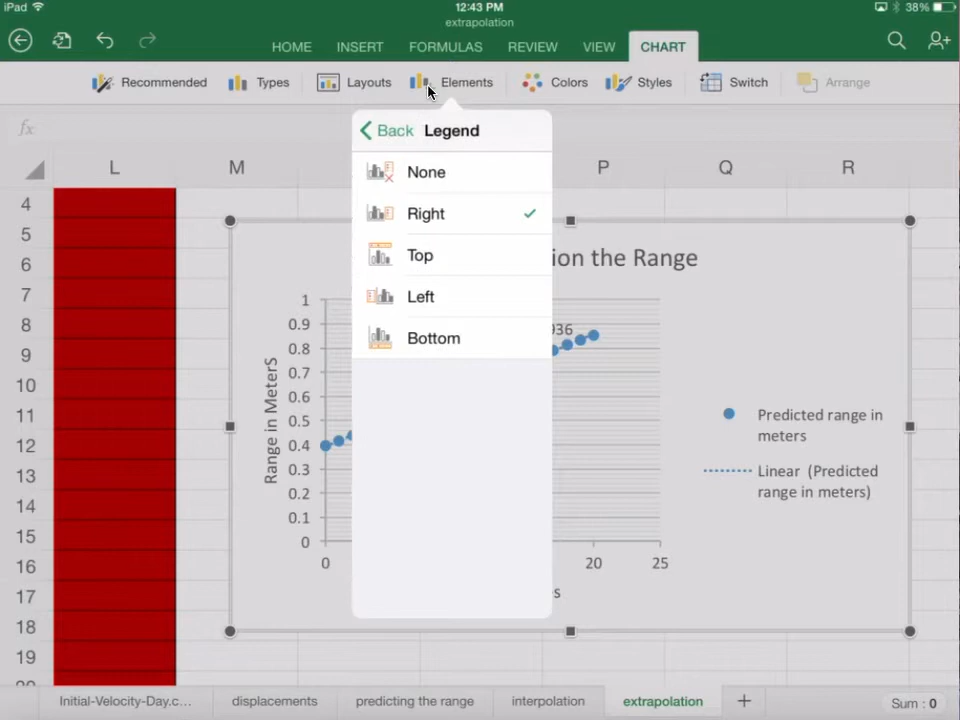 iPad 12:43 PM 38%
extrapolation
HOME INSERT FORMULAS REVIEW VIEW CHART
Recommended Types Layouts Elements Colors Styles Switch Arrange
fx
Back Legend
None
Right
Top
Left
Bottom
L M P Q R
4
5
6
7
8
9
10
11
12
13
14
15
16
17
18
19
ion the Range
1
0.9
0.8
0.7
0.6
0.5
0.4
0.3
0.2
0.1
0
Range in MeterS
936
0 20 25
s
Predicted range in
meters
Linear (Predicted
range in meters)
Initial-Velocity-Day.c... displacements predicting the range interpolation extrapolation + Sum : 0